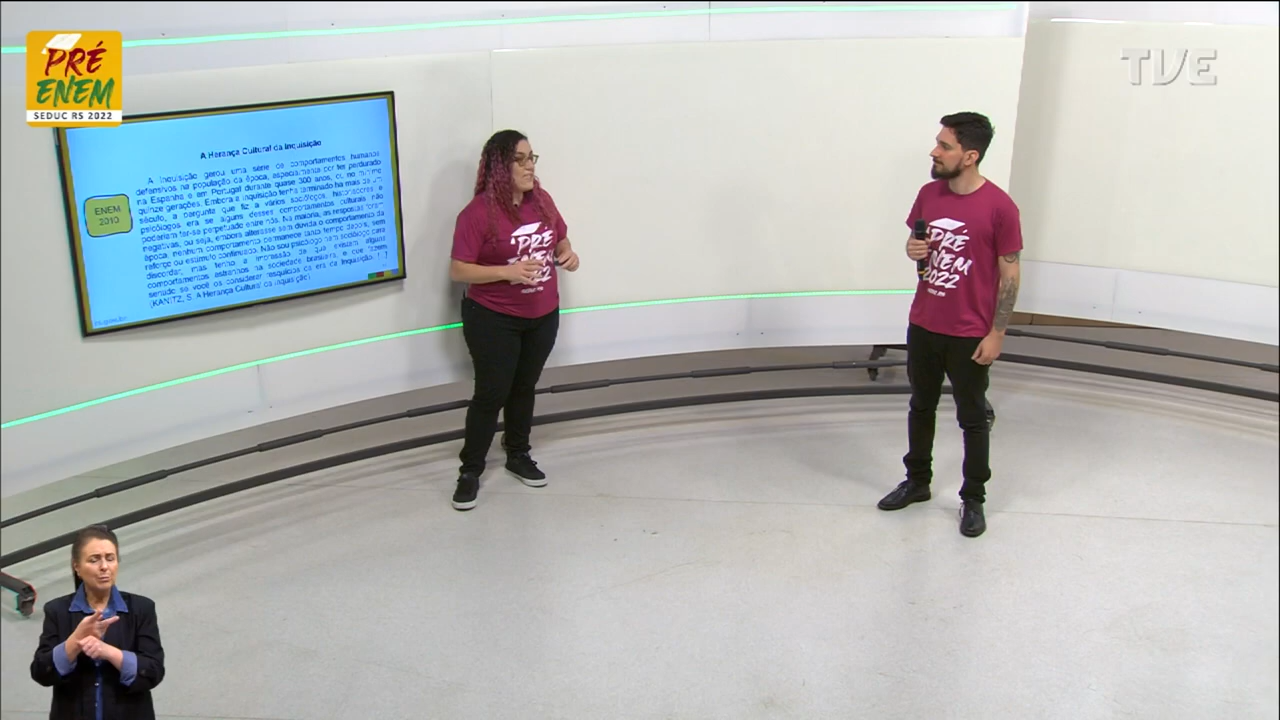 PRÉ
ENEM
SEDUC RS 2022
TVE
A Herança Cultural da Inquisição
A Inquisição gerou uma série de comportamentos humanos
defensivos na população da época, especialmente por ter perdurado
na Espanha e em Portugal durante quase 300 anos, ou no mínimo
quinze gerações. Embora a Inquisição tenha terminado há mais de um
século, a pergunta que fiz a vários sociólogos, historiadores e
psicólogos era se alguns desses comportamentos culturais não
poderiam ter-se perpetuado entre nós. Na maioria, as respostas foram
negativas, ou seja, embora alterasse sem dúvida o comportamento da
época, nenhum comportamento permanece tanto tempo depois, sem
reforço ou estímulo continuado. Não sou psicólogo nem sociólogo para
discordar, mas tenho a impressão de que existem alguns
comportamentos estranhos na sociedade brasileira, e que fazem
sentido se você os considerar resquícios da era da Inquisição. [...]
(KANITZ, S. A Herança Cultural da Inquisição)
ENEM
2010
PRÉ
ENEM
2022
PRÉ
ENEM
2022